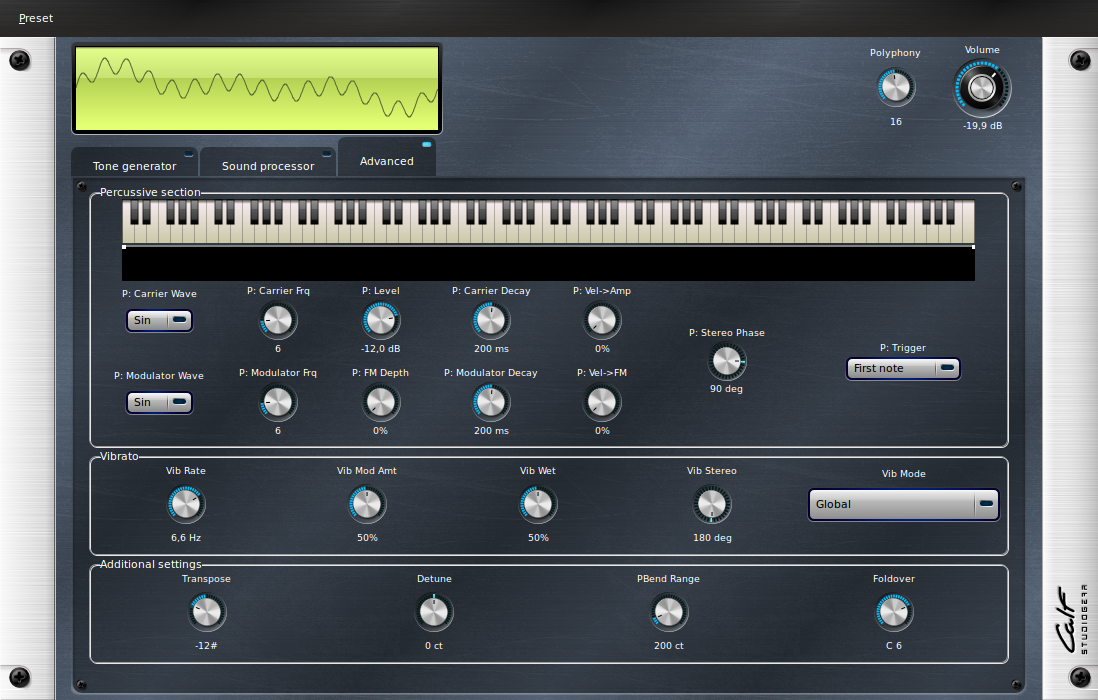 Preset
Polyphony
Volume
16
-19,9 dB
Tone generator
Sound processor
Advanced
Percussive section
P: Carrier Wave
P: Carrier Frq
P: Level
P: Carrier Decay
P: Vel->Amp
Sin
6
-12,0 dB
200 ms
0%
P: Stereo Phase
90 deg
P: Trigger
First note
P: Modulator Wave
P: Modulator Frq
P: FM Depth
P: Modulator Decay
P: Vel->FM
Sin
6
0%
200 ms
0%
Vibrato
Vib Rate
Vib Mod Amt
Vib Wet
Vib Stereo
Vib Mode
Global
6,6 Hz
50%
50%
180 deg
Additional settings
Transpose
Detune
PBend Range
Foldover
-12#
0 ct
200 ct
C 6
Calf
STUDIOGEAR